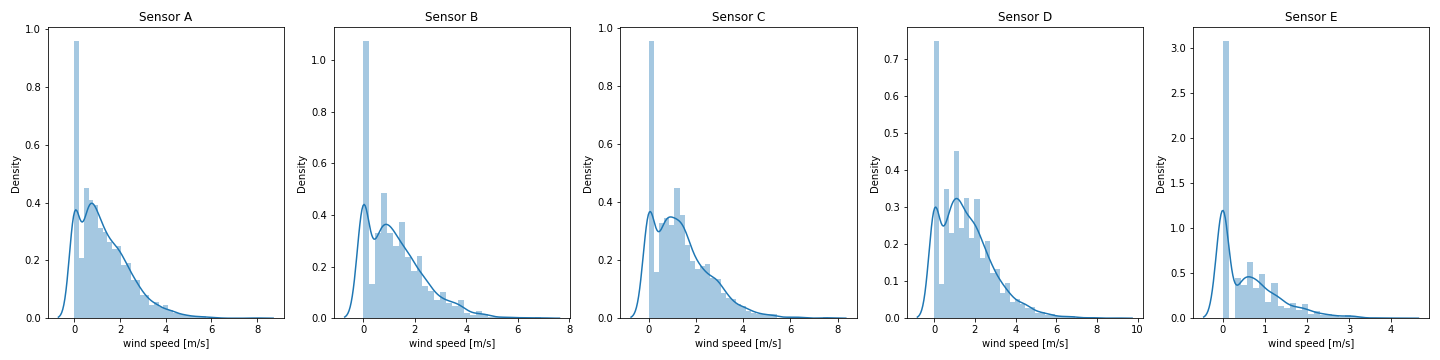 Sensor A
1.0
0.8
0.6
0.4
0.2
0.0
Density
0 2 4 6 8
wind speed [m/s]
Sensor B
1.0
0.8
0.6
0.4
0.2
0.0
Density
0 2 4 6 8
wind speed [m/s]
Sensor C
1.0
0.8
0.6
0.4
0.2
0.0
Density
0 2 4 6 8
wind speed [m/s]
Sensor D
0.7
0.6
0.5
0.4
0.3
0.2
0.1
0.0
Density
0 2 4 6 8 10
wind speed [m/s]
Sensor E
3.0
2.5
2.0
1.5
1.0
0.5
0.0
Density
0 1 2 3 4
wind speed [m/s]